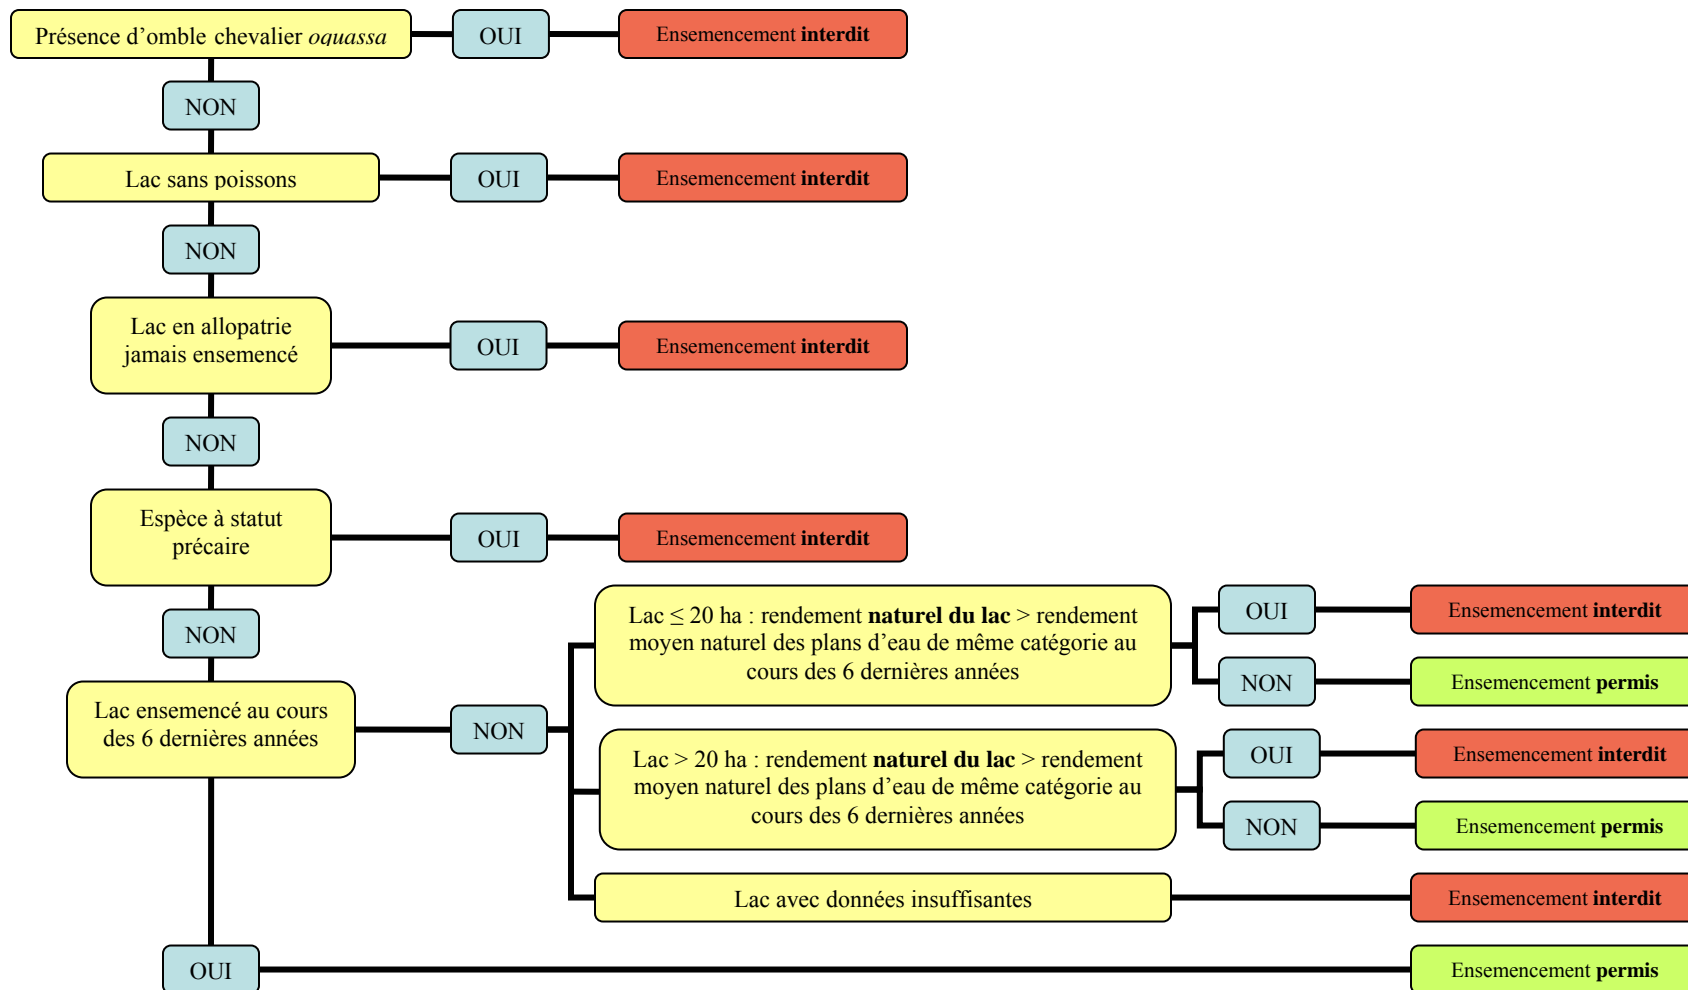 Présence d’omble chevalier oquassa
OUI
Ensemencement interdit
NON
Lac sans poissons
OUI
Ensemencement interdit
NON
Lac en allopatrie
jamais ensemencé
OUI
Ensemencement interdit
NON
Espèce à statut
précaire
OUI
Ensemencement interdit
NON
Lac ensemencé au cours
des 6 dernières années
NON
Lac ≤ 20 ha : rendement naturel du lac > rendement
moyen naturel des plans d’eau de même catégorie au
cours des 6 dernières années
OUI
Ensemencement interdit
NON
Ensemencement permis
Lac > 20 ha : rendement naturel du lac > rendement
moyen naturel des plans d’eau de même catégorie au
cours des 6 dernières années
OUI
Ensemencement interdit
NON
Ensemencement permis
Lac avec données insuffisantes
Ensemencement interdit
OUI
Ensemencement permis